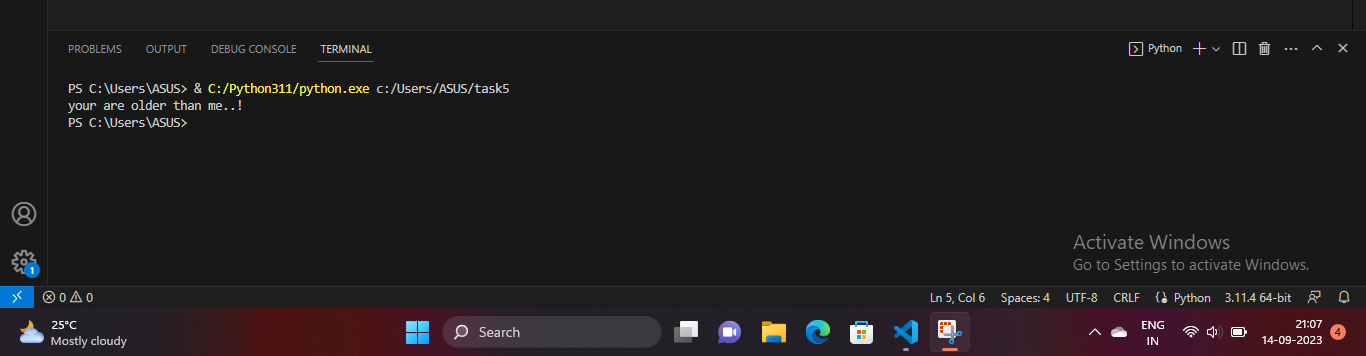 PROBLEMS OUTPUT DEBUG CONSOLE TERMINAL Python
PS C:\Users\ASUS> & C:/Python311/python.exe c:/Users/ASUS/task5
your are older than me..!
PS C:\Users\ASUS>
Activate Windows
Go to Settings to activate Windows.
1
0 0 Ln 5, Col 6 Spaces: 4 UTF-8 CRLF Python 3.11.4 64-bit
25°C
Mostly cloudy
Search
ENG
IN
21:07
14-09-2023
4